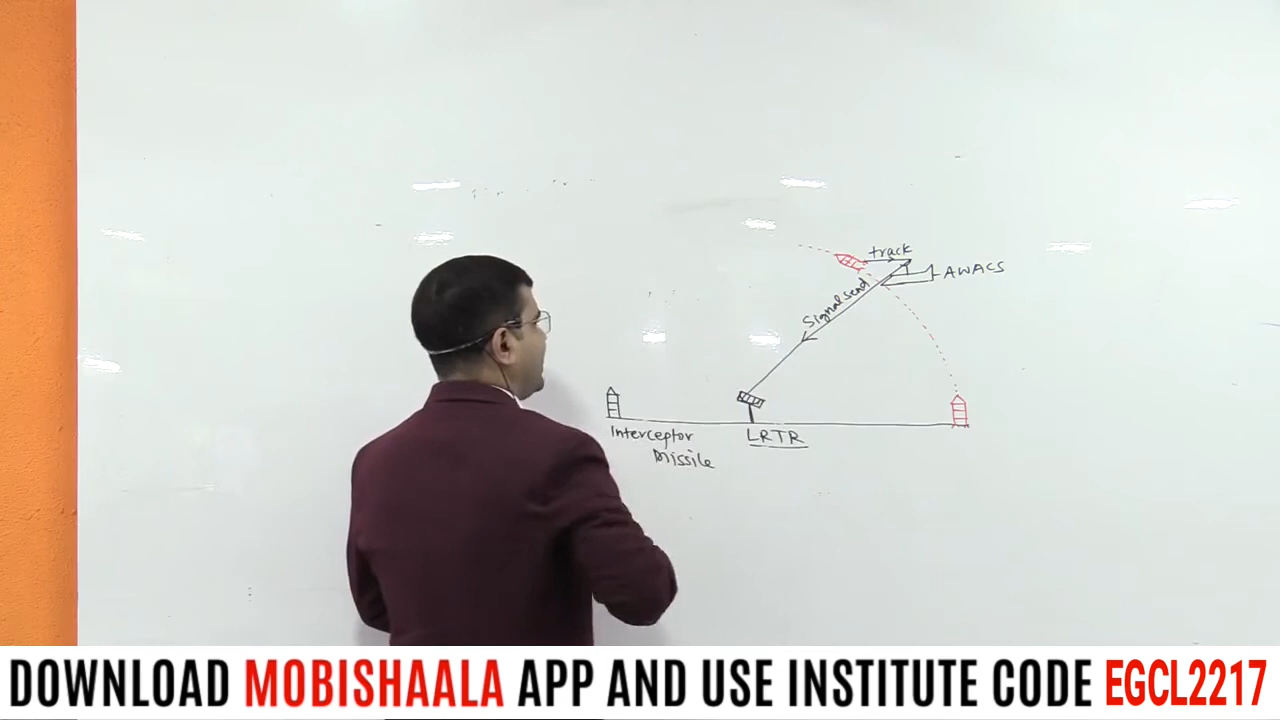 track
AWACS
Signal send
Interceptor
Missile
LRTR
DOWNLOAD MOBISHAALA APP AND USE INSTITUTE CODE EGCL2217